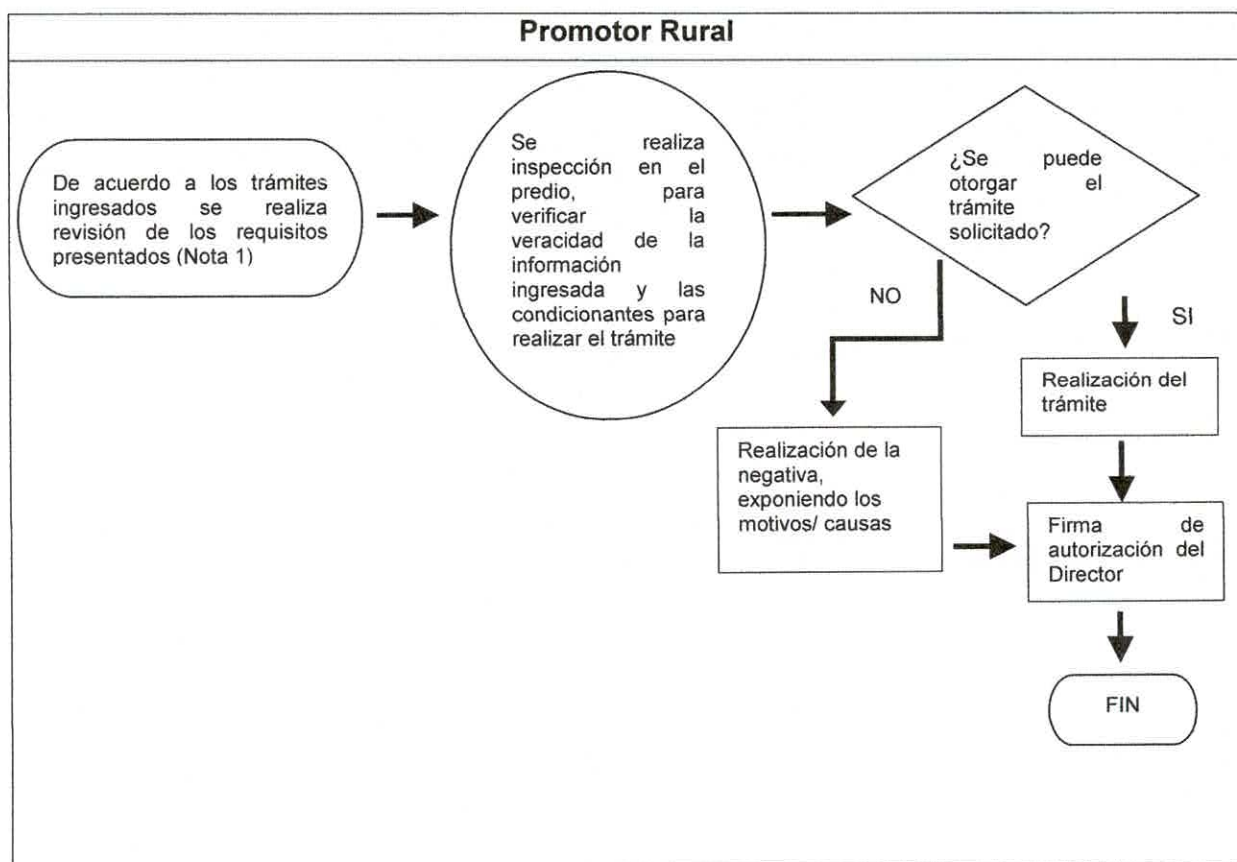 Promotor Rural
De acuerdo a los trámites
ingresados se realiza
revisión de los requisitos
presentados (Nota 1)
Se realiza
inspección en el
predio, para
verificar la
veracidad de la
información
ingresada y las
condicionantes para
realizar el trámite
¿Se puede
otorgar el
trámite
solicitado?
NO
SI
Realización del
trámite
Realización de la
negativa,
exponiendo los
motivos/ causas
Firma de
autorización del
Director
FIN